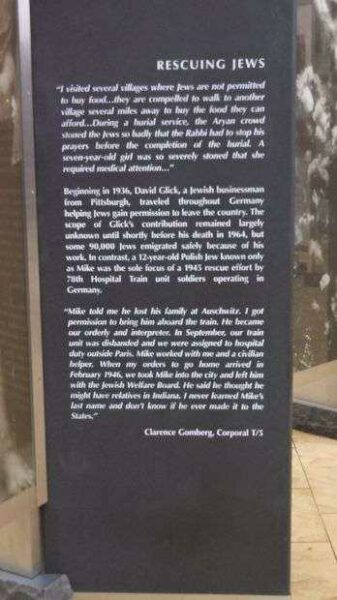 RESCUING JEWS
"I visited several villages where Jews are not permitted
to buy food...they are compelled to walk to another
village several miles away to buy the food they can
afford...During a burial service, the Aryan crowd
stoned the Jews so badly that the Rabbi had to stop his
prayers before the completion of the burial. A
seven-year-old girl was so severely stoned that she
required medical attention..."
Beginning in 1936, David Glick, a Jewish businessman
from Pittsburgh, traveled throughout Germany
helping Jews gain permission to leave the country. The
scope of Glick's contribution remained largely
unknown until shortly before his death in 1964, but
some 90,000 Jews emigrated safely because of his
work. In contrast, a 12-year-old Polish Jew known only
as Mike was the sole focus of a 1945 rescue effort by
78th Hospital Train unit soldiers operating in
Germany.
"Mike told me he lost his family at Auschwitz. I got
permission to bring him aboard the train. He became
our orderly and interpreter. In September, our train
unit was disbanded and we were assigned to hospital
duty outside Paris. Mike worked with me and a civilian
helper. When my orders to go home arrived in
February 1946, we took Mike into the city and left him
with the Jewish Welfare Board. He said he thought he
might have relatives in Indiana. I never learned Mike's
last name and don't know if he ever made it to the
States."
Clarence Gomberg, Corporal T/5